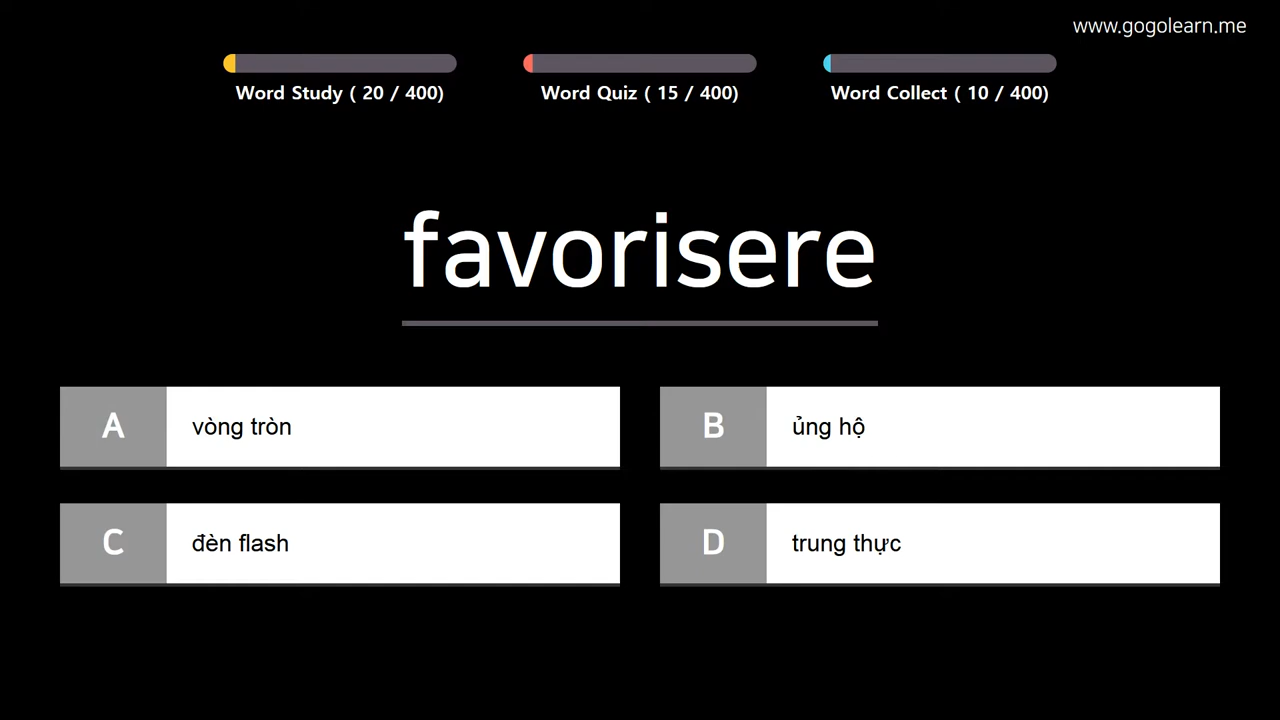 www.gogolearn.me
Word Study ( 20 / 400)
Word Quiz ( 15 / 400)
Word Collect ( 10 / 400)
favorisere
A vòng tròn
B ủng hộ
C đèn flash
D trung thực